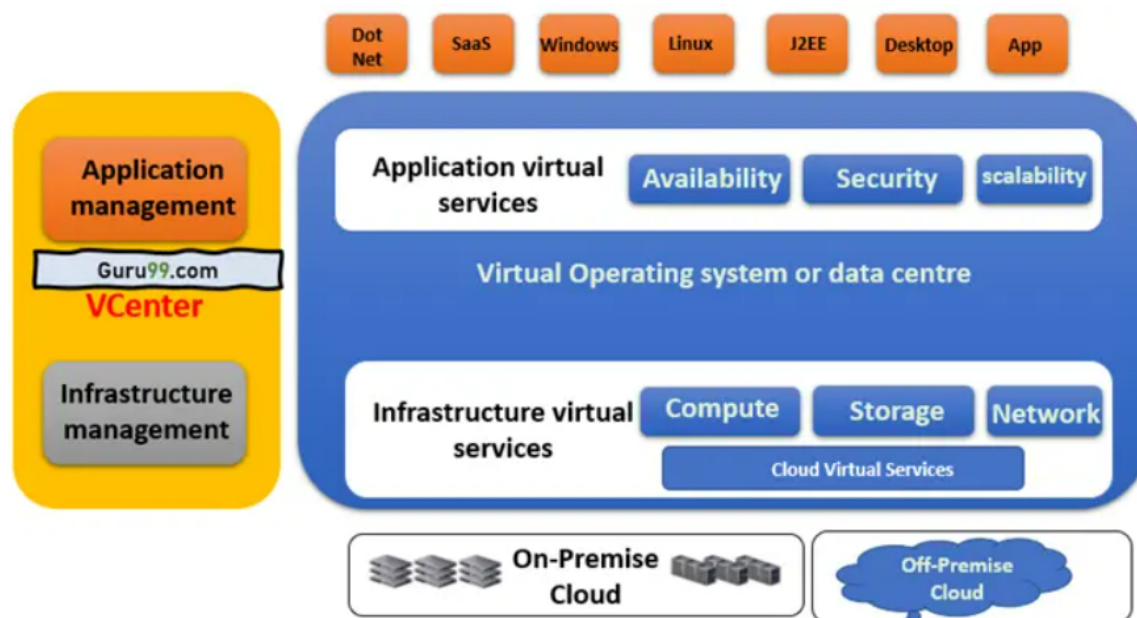 Dot
Net
SaaS
Windows
Linux
J2EE
Desktop
App
Application
management
Guru99.com
VCenter
Infrastructure
management
Application virtual
services
Availability
Security
scalability
Virtual Operating system or data centre
Infrastructure virtual
services
Compute
Storage
Network
Cloud Virtual Services
On-Premise
Cloud
Off-Premise
Cloud